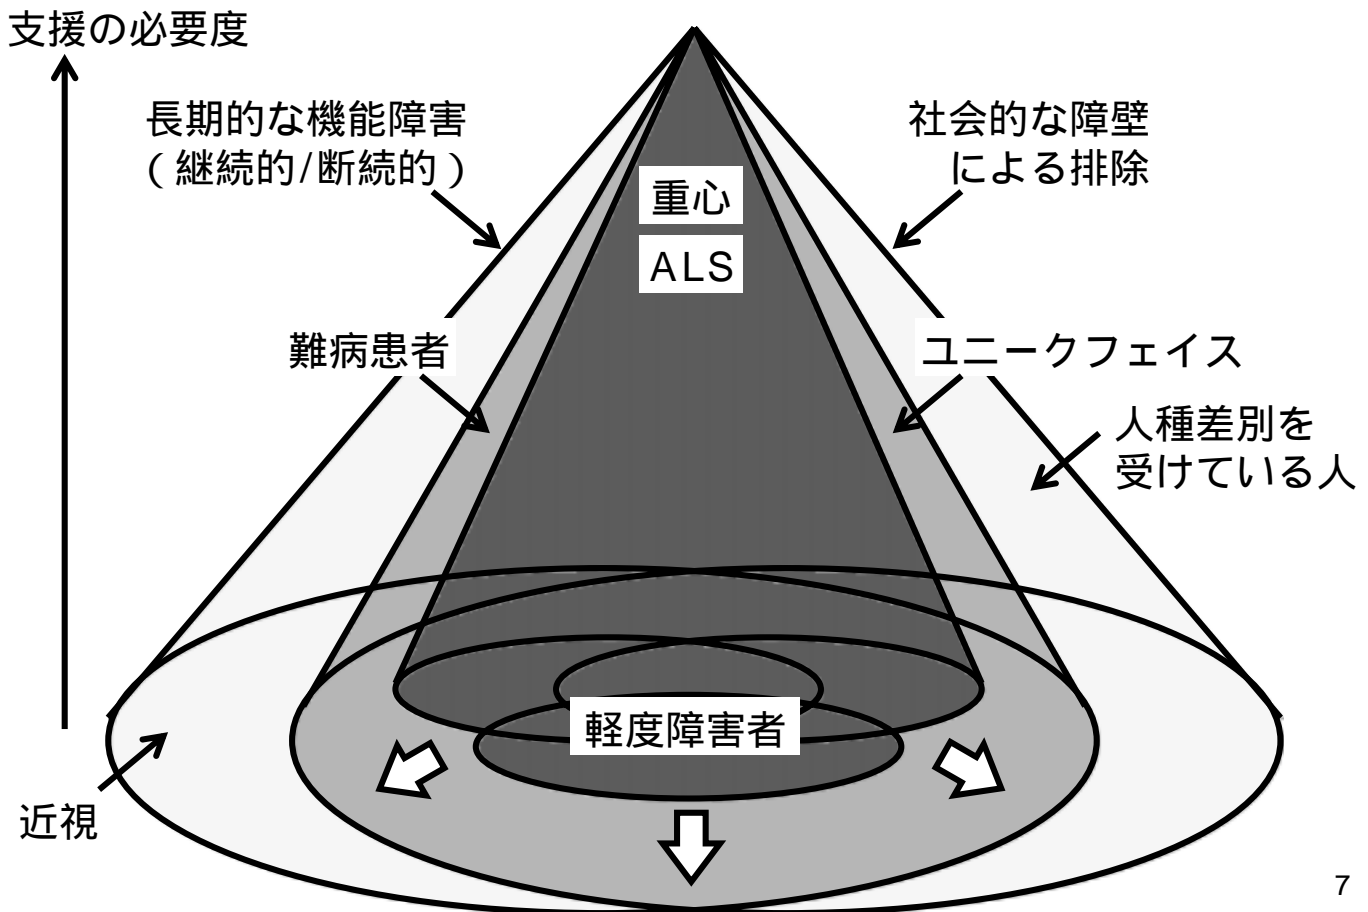 支援の必要度
長期的な機能障害
(継続的/断続的)
社会的な障壁
による排除
重心
ALS
難病患者
ユニークフェイス
人種差別を
受けている人
軽度障害者
近視
7